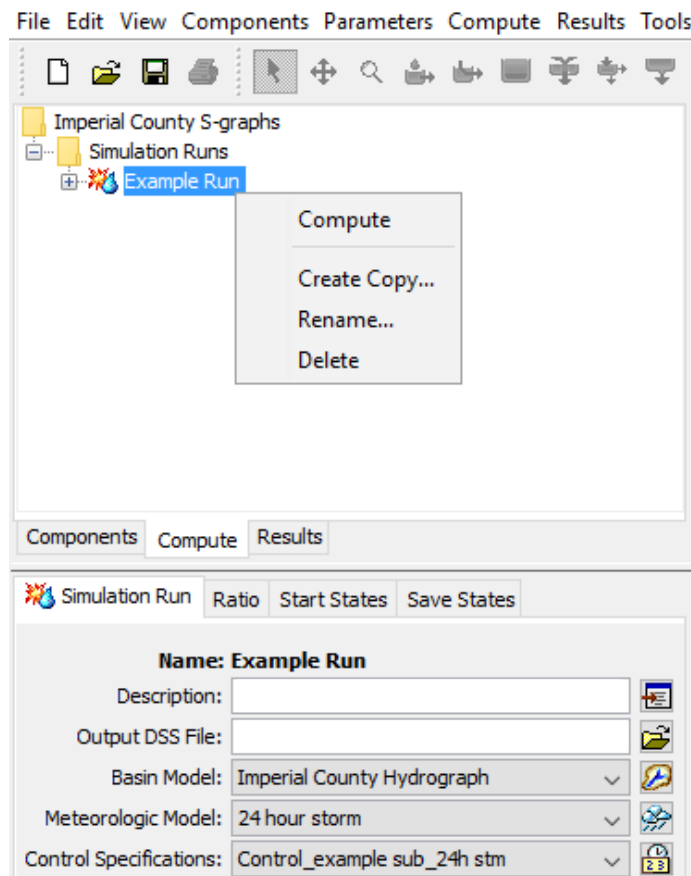 File Edit View Components Parameters Compute Results Tools
Imperial County S-graphs
Simulation Runs
Example Run
Compute
Create Copy...
Rename...
Delete
Components Compute Results
Simulation Run Ratio Start States Save States
Name: Example Run
Description:
Output DSS File:
Basin Model: Imperial County Hydrograph
Meteorologic Model: 24 hour storm
Control Specifications: Control_example sub_24h stm